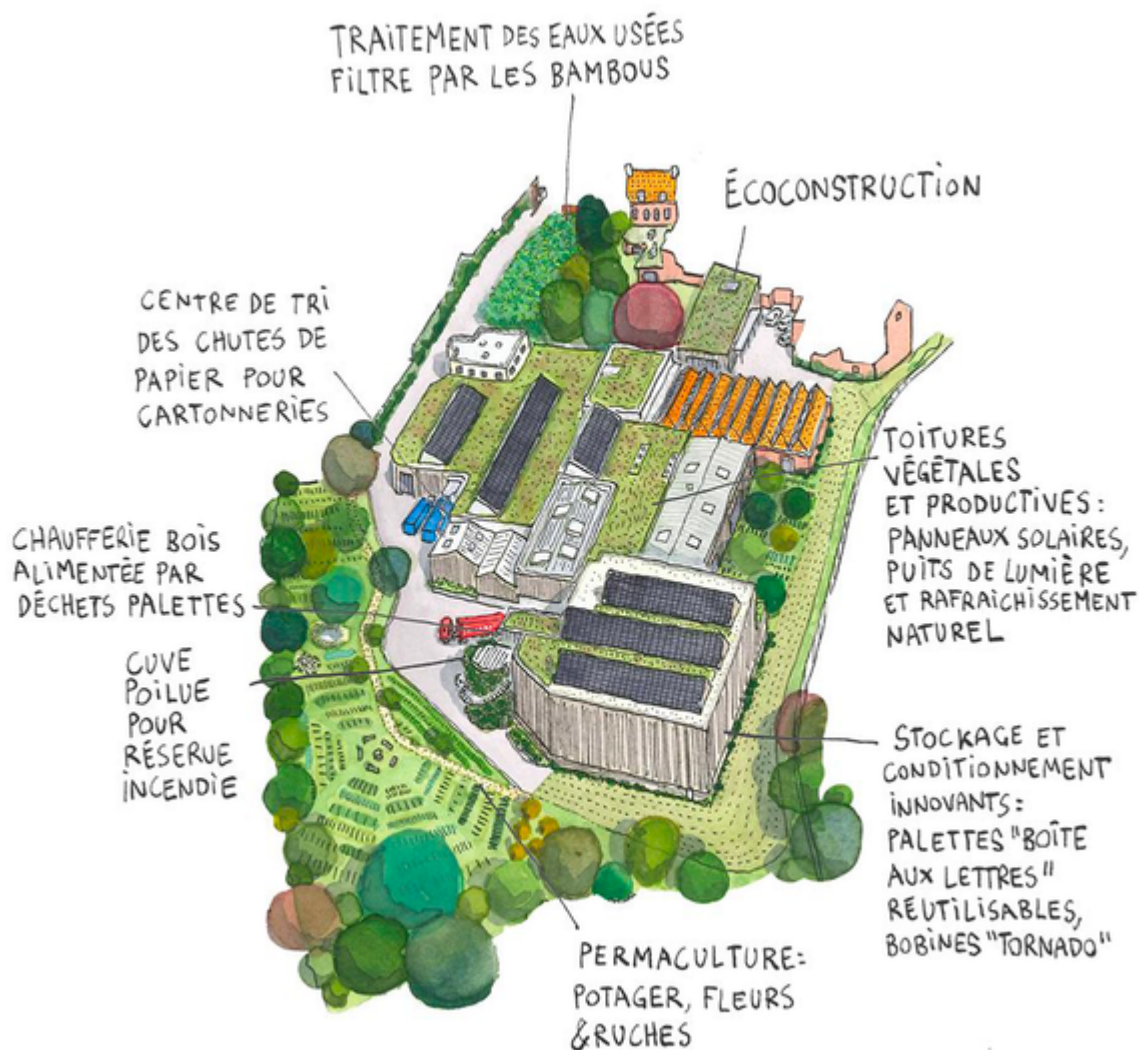 TRAITEMENT DES EAUX USÉES
FILTRE PAR LES BAMBOUS
ÉCOCONSTRUCTION
CENTRE DE TRI
DES CHUTES DE
PAPIER POUR
CARTONNERIES
TOITURES
VÉGÉTALES
ET PRODUCTIVES :
PANNEAUX SOLAIRES,
PUITS DE LUMIÈRE
ET RAFRAICHISSEMENT
NATUREL
CHAUFFERIE BOIS
ALIMENTÉE PAR
DÉCHETS PALETTES
CUVE
POILUE
POUR
RÉSERVE
INCENDIE
STOCKAGE ET
CONDITIONNEMENT
INNOVANTS :
PALETTES "BOÎTE
AUX LETTRES"
RÉUTILISABLES,
BOBINES "TORNADO"
PERMACULTURE :
POTAGER, FLEURS
& RUCHES